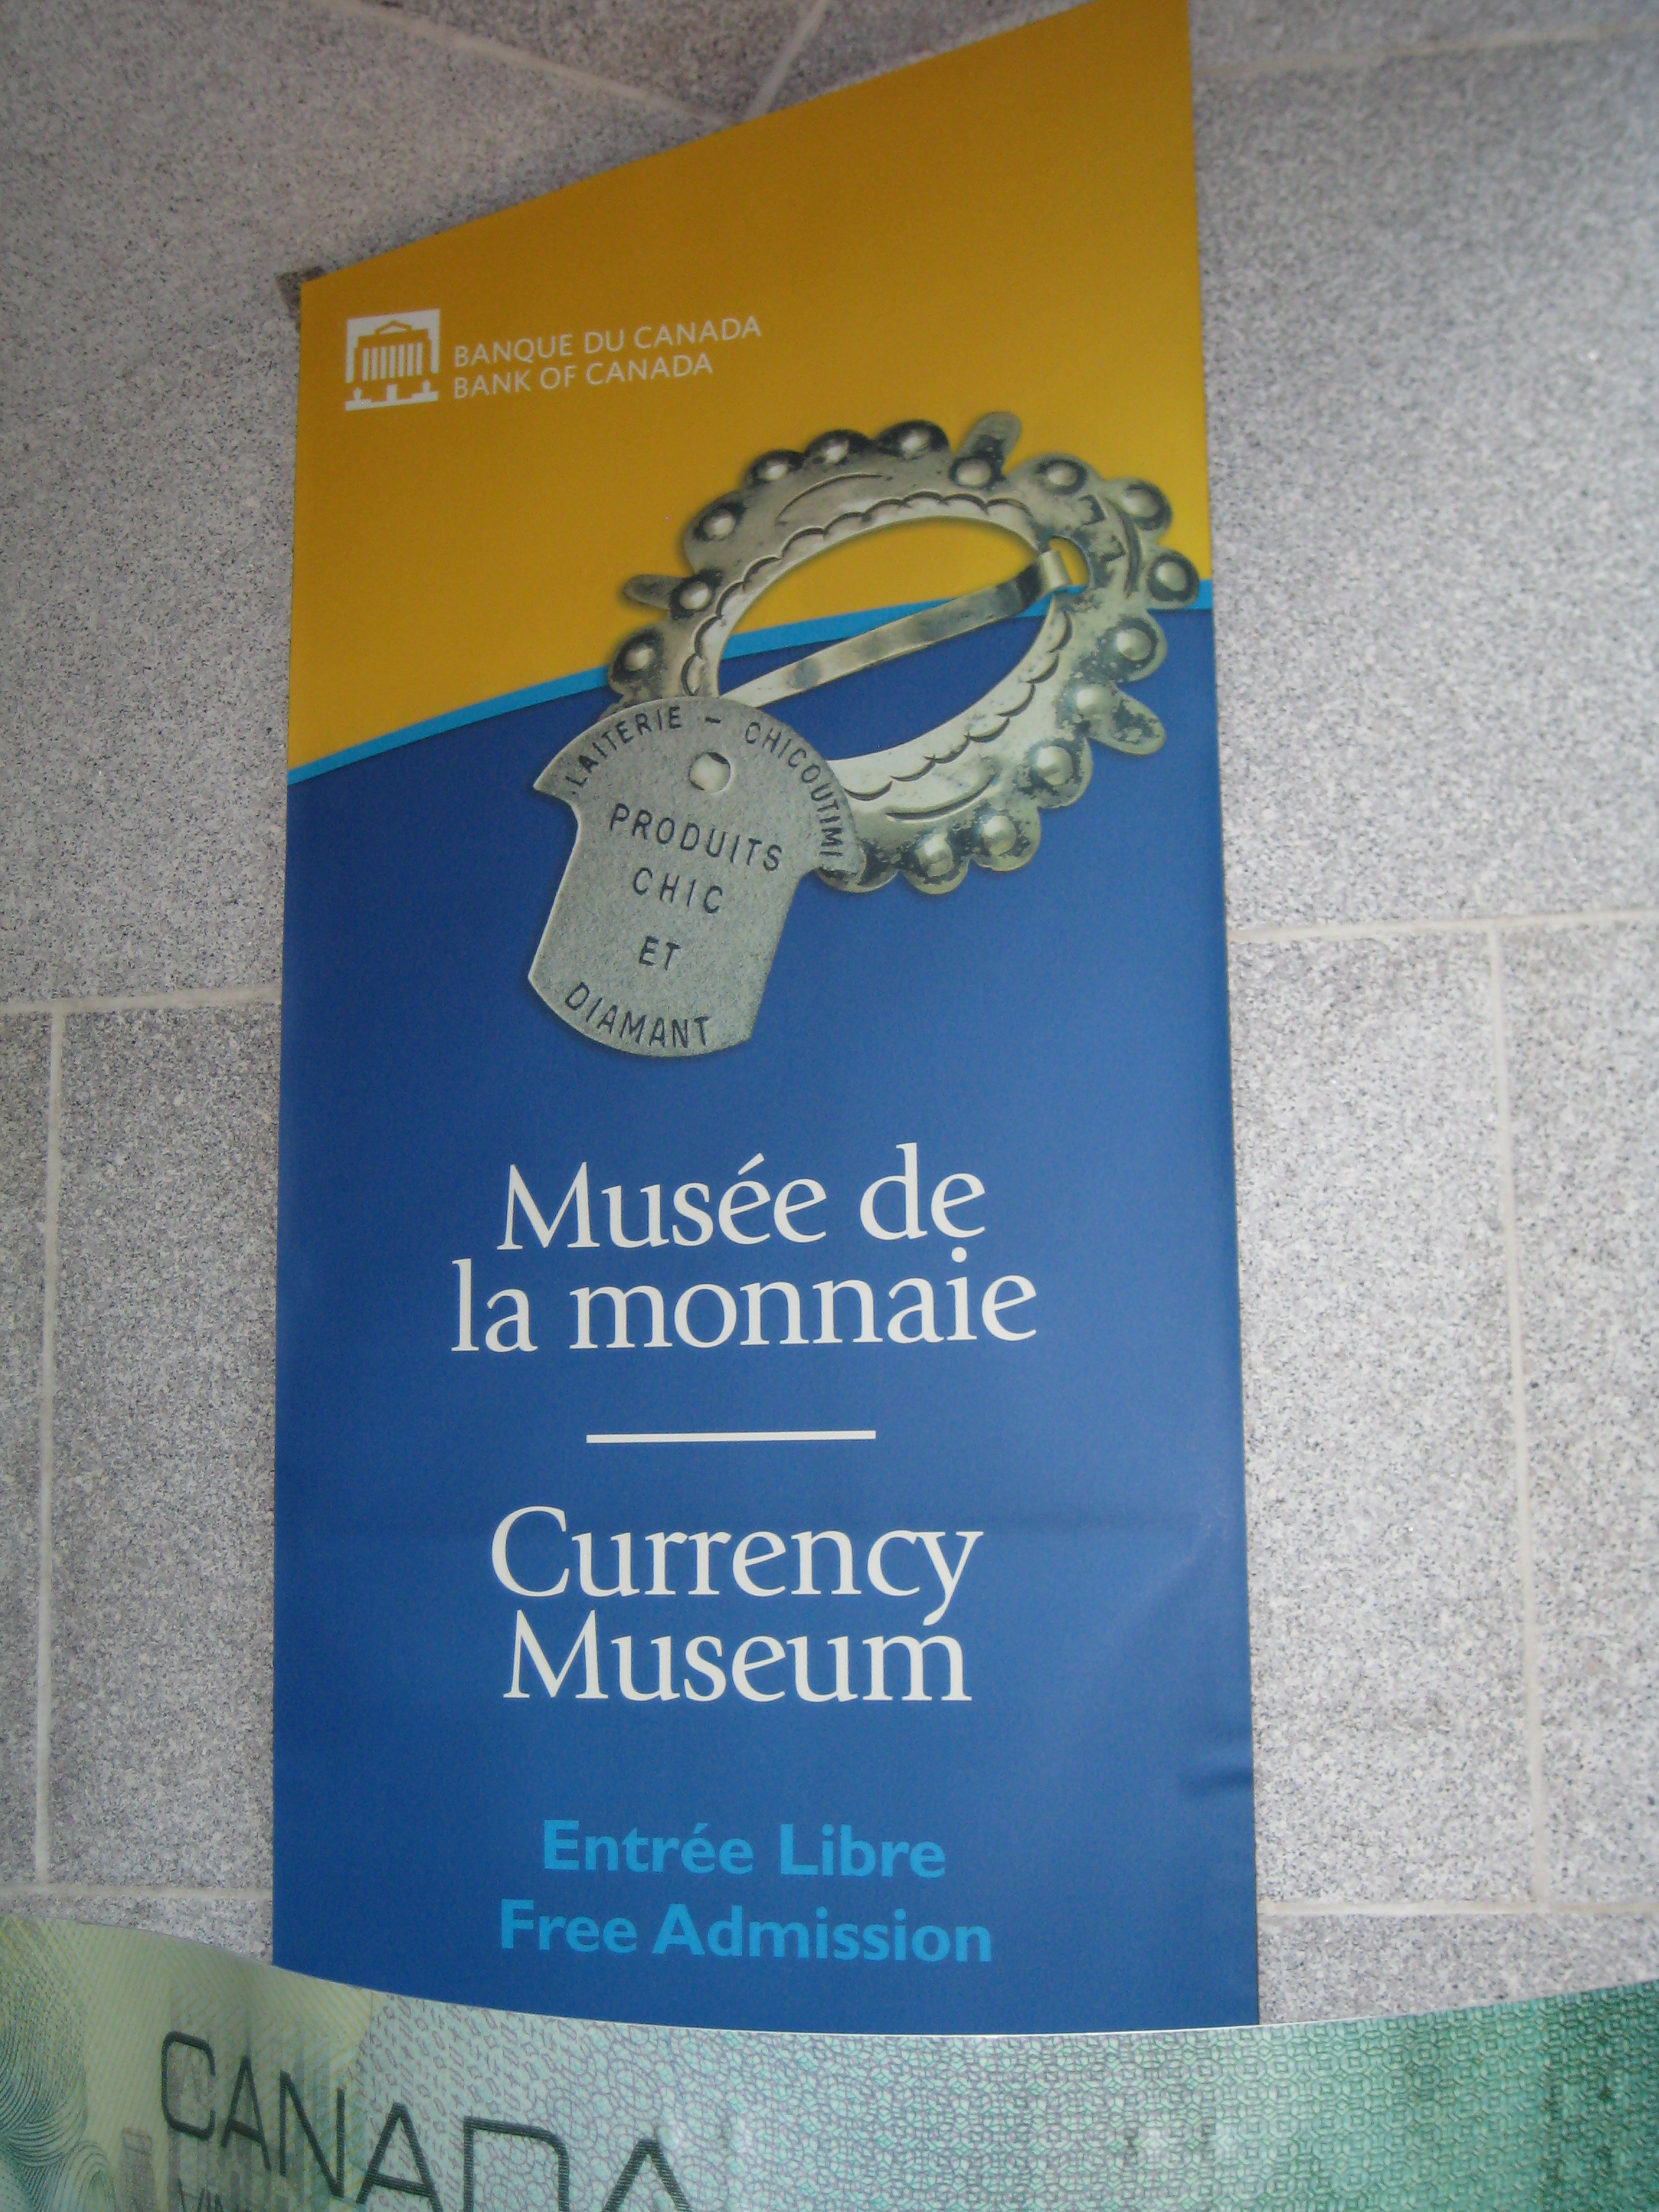 BANQUE DU CANADA
BANK OF CANADA
LAITERIE - CHICOUTIMI
PRODUITS
CHIC
ET
DIAMANT
Musée de
la monnaie
Currency
Museum
Entrée Libre
Free Admission
CANADA